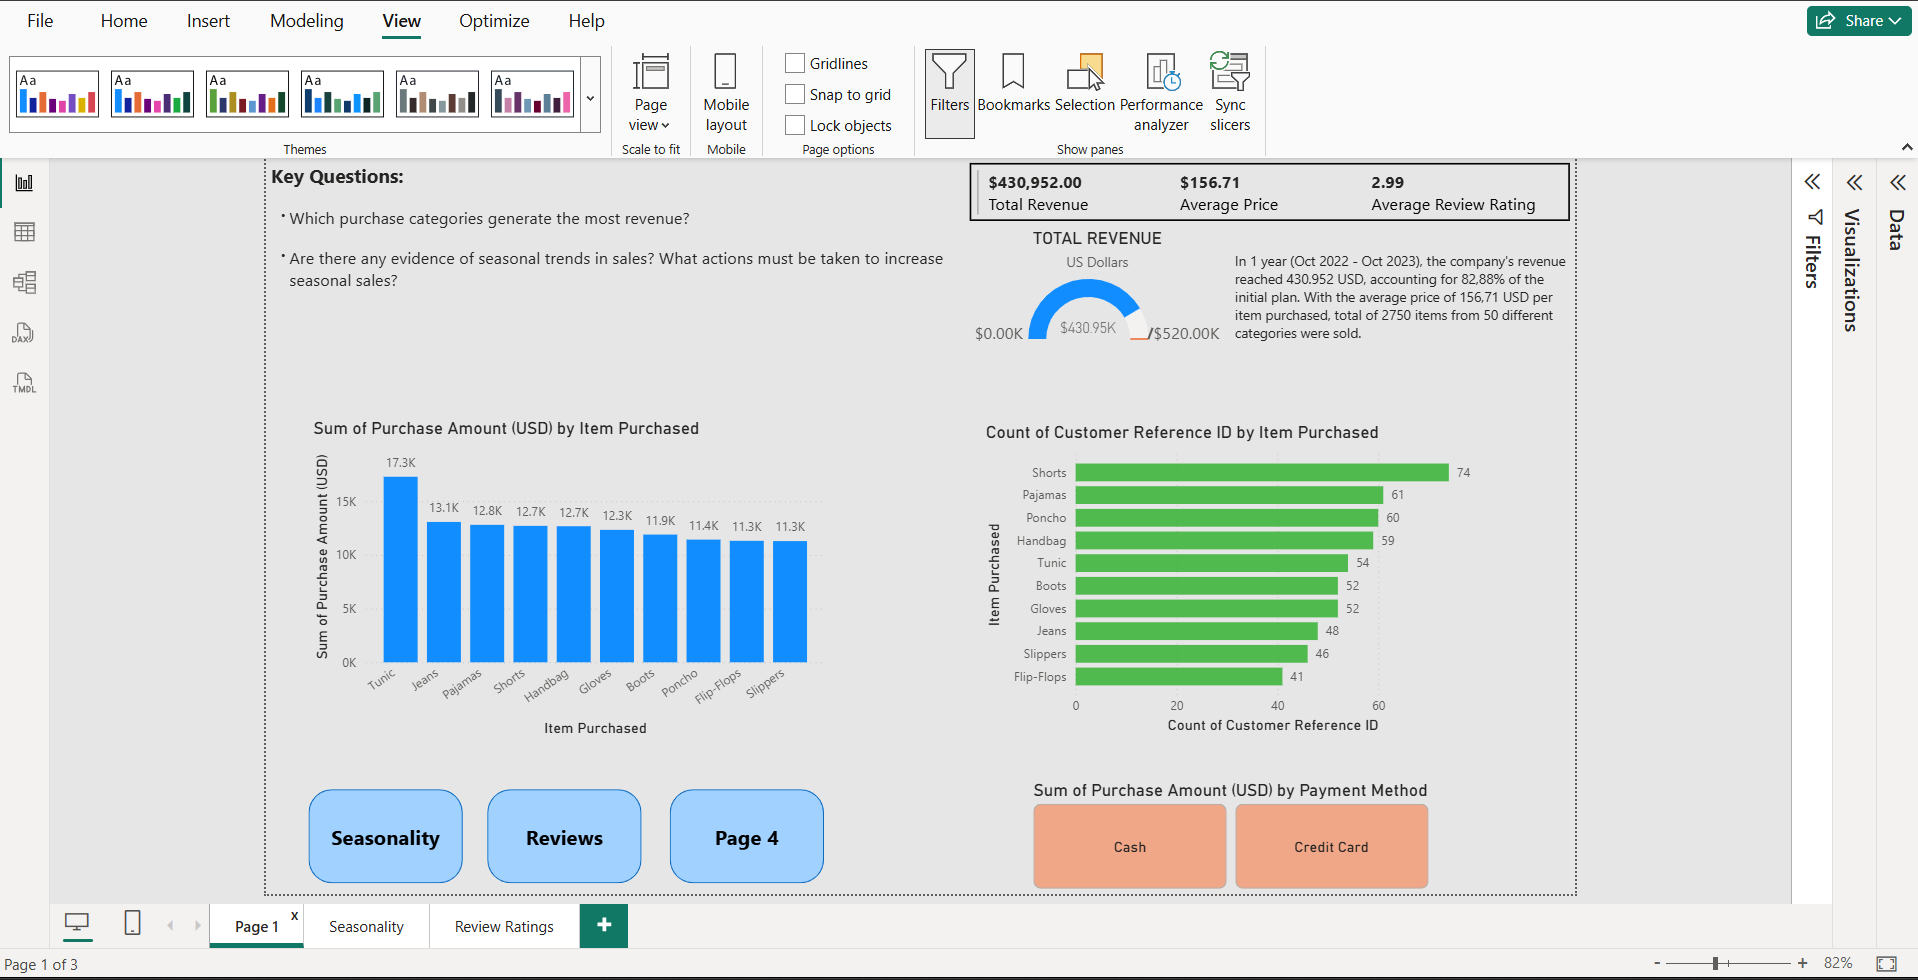 File Home Insert Modeling View Optimize Help
Share
Aa Aa Aa Aa Aa Aa
Themes
Page view
Scale to fit
Mobile layout
Mobile
Gridlines
Snap to grid
Lock objects
Page options
Filters
Bookmarks
Selection
Performance analyzer
Sync slicers
Show panes
DAX
TMDL
Key Questions:
· Which purchase categories generate the most revenue?
· Are there any evidence of seasonal trends in sales? What actions must be taken to increase
seasonal sales?
$430,952.00 $156.71 2.99
Total Revenue Average Price Average Review Rating
TOTAL REVENUE
US Dollars
$0.00K $430.95K $520.00K
In 1 year (Oct 2022 - Oct 2023), the company's revenue
reached 430.952 USD, accounting for 82,88% of the
initial plan. With the average price of 156,71 USD per
item purchased, total of 2750 items from 50 different
categories were sold.
Sum of Purchase Amount (USD) by Item Purchased
Sum of Purchase Amount (USD)
15K
10K
5K
0K
17.3K 13.1K 12.8K 12.7K 12.7K 12.3K 11.9K 11.4K 11.3K 11.3K
Tunic Jeans Pajamas Shorts Handbag Gloves Boots Poncho Flip-Flops Slippers
Item Purchased
Count of Customer Reference ID by Item Purchased
Item Purchased
Shorts 74
Pajamas 61
Poncho 60
Handbag 59
Tunic 54
Boots 52
Gloves 52
Jeans 48
Slippers 46
Flip-Flops 41
0 20 40 60
Count of Customer Reference ID
Seasonality
Reviews
Page 4
Sum of Purchase Amount (USD) by Payment Method
Cash
Credit Card
Filters
Visualizations
Data
Page 1 x
Seasonality
Review Ratings
+
Page 1 of 3
- + 82%